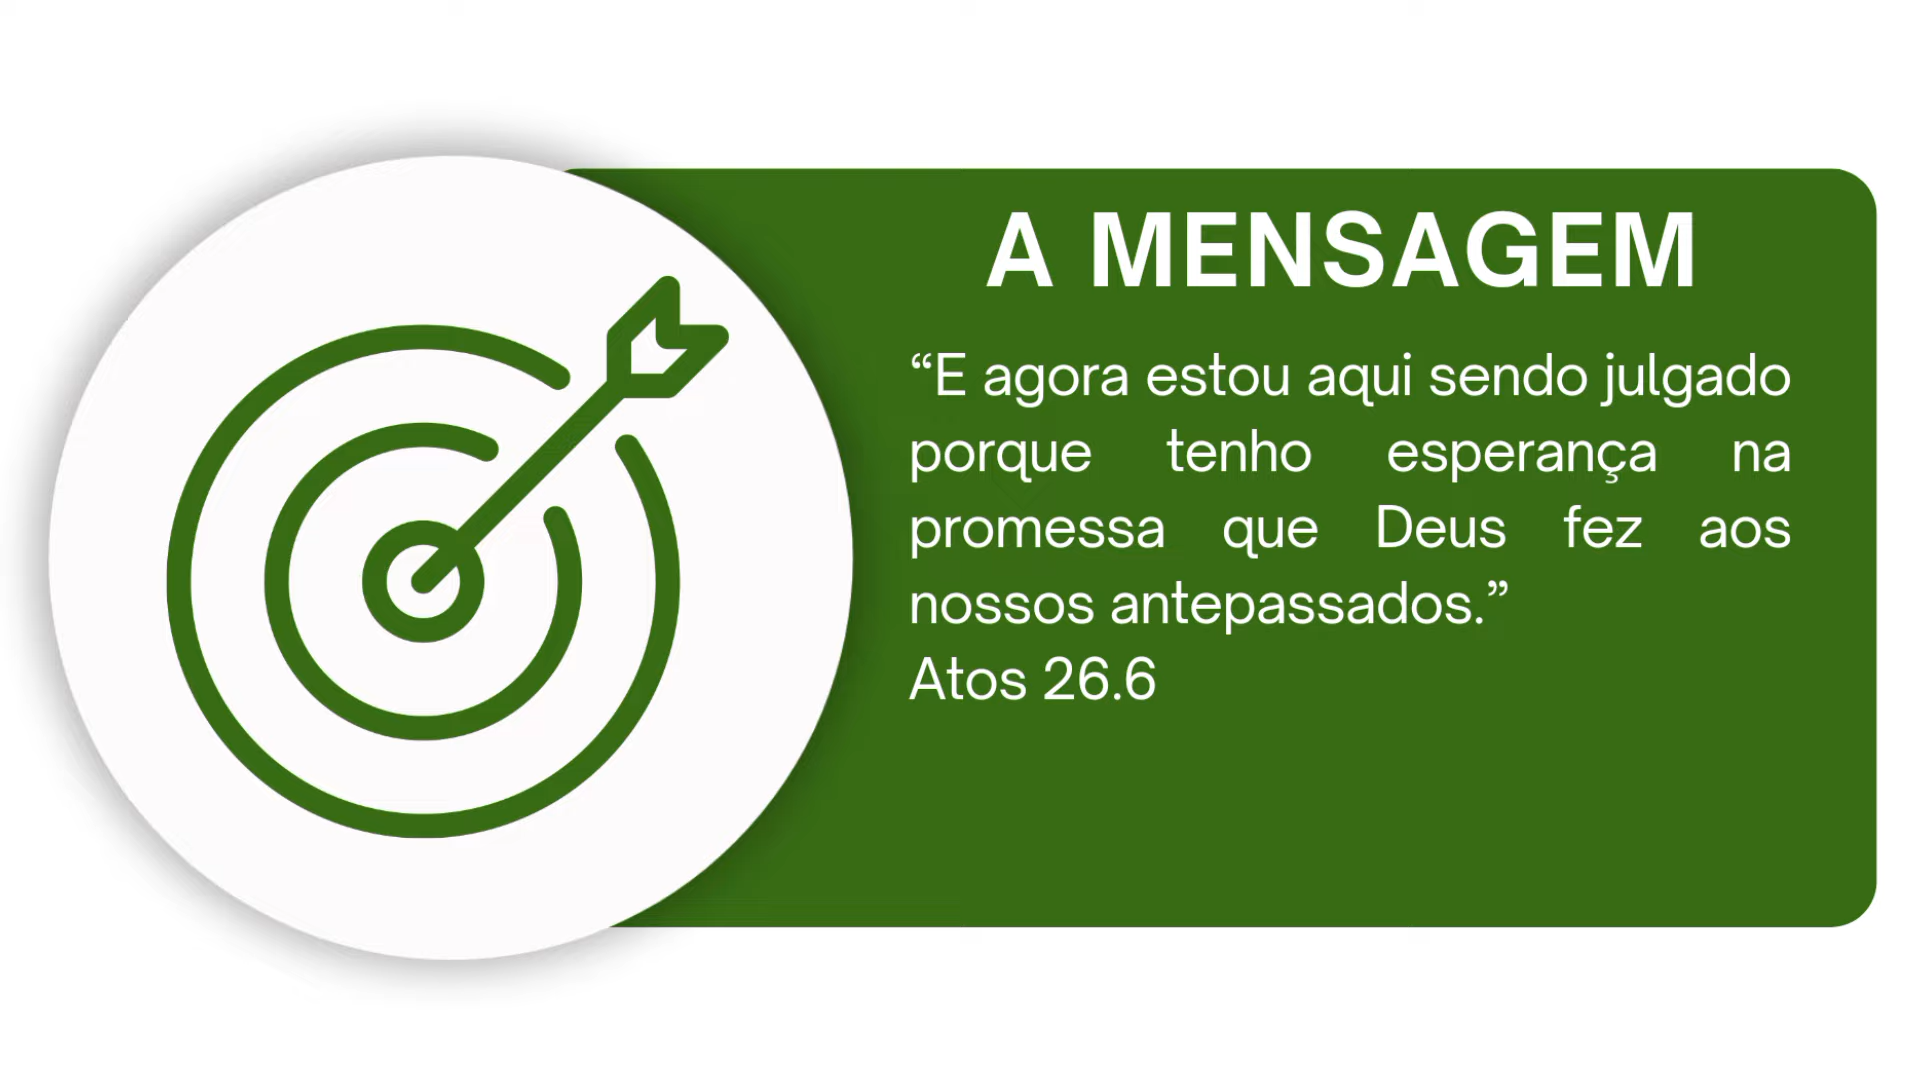 A MENSAGEM
“E agora estou aqui sendo julgado
porque tenho esperança na
promessa que Deus fez aos
nossos antepassados.”
Atos 26.6